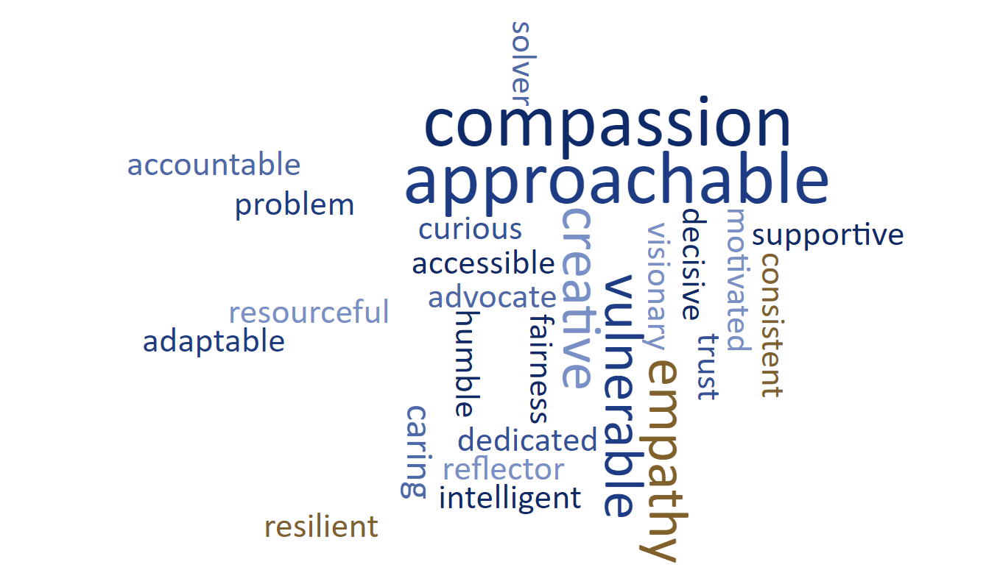 solver
compassion
accountable
approachable
problem
curious
creative
visionary
decisive
motivated
supportive
accessible
consistent
advocate
vulnerable
resourceful
humble
fairness
adaptable
trust
empathy
caring
dedicated
reflector
intelligent
resilient